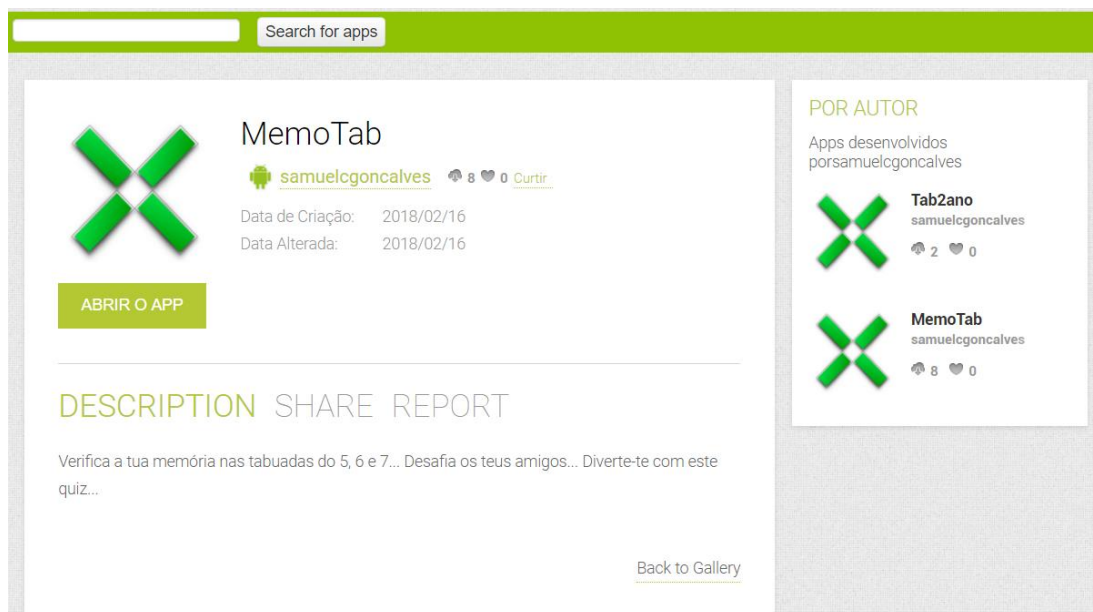 Search for apps
MemoTab
samuelcgoncalves 8 0 Curtir
Data de Criação: 2018/02/16
Data Alterada: 2018/02/16
ABRIR O APP
DESCRIPTION SHARE REPORT
Verifica a tua memória nas tabuadas do 5, 6 e 7... Desafia os teus amigos... Diverte-te com este
quiz...
Back to Gallery
POR AUTOR
Apps desenvolvidos
porsamuelcgoncalves
Tab2ano
samuelcgoncalves
2 0
MemoTab
samuelcgoncalves
8 0